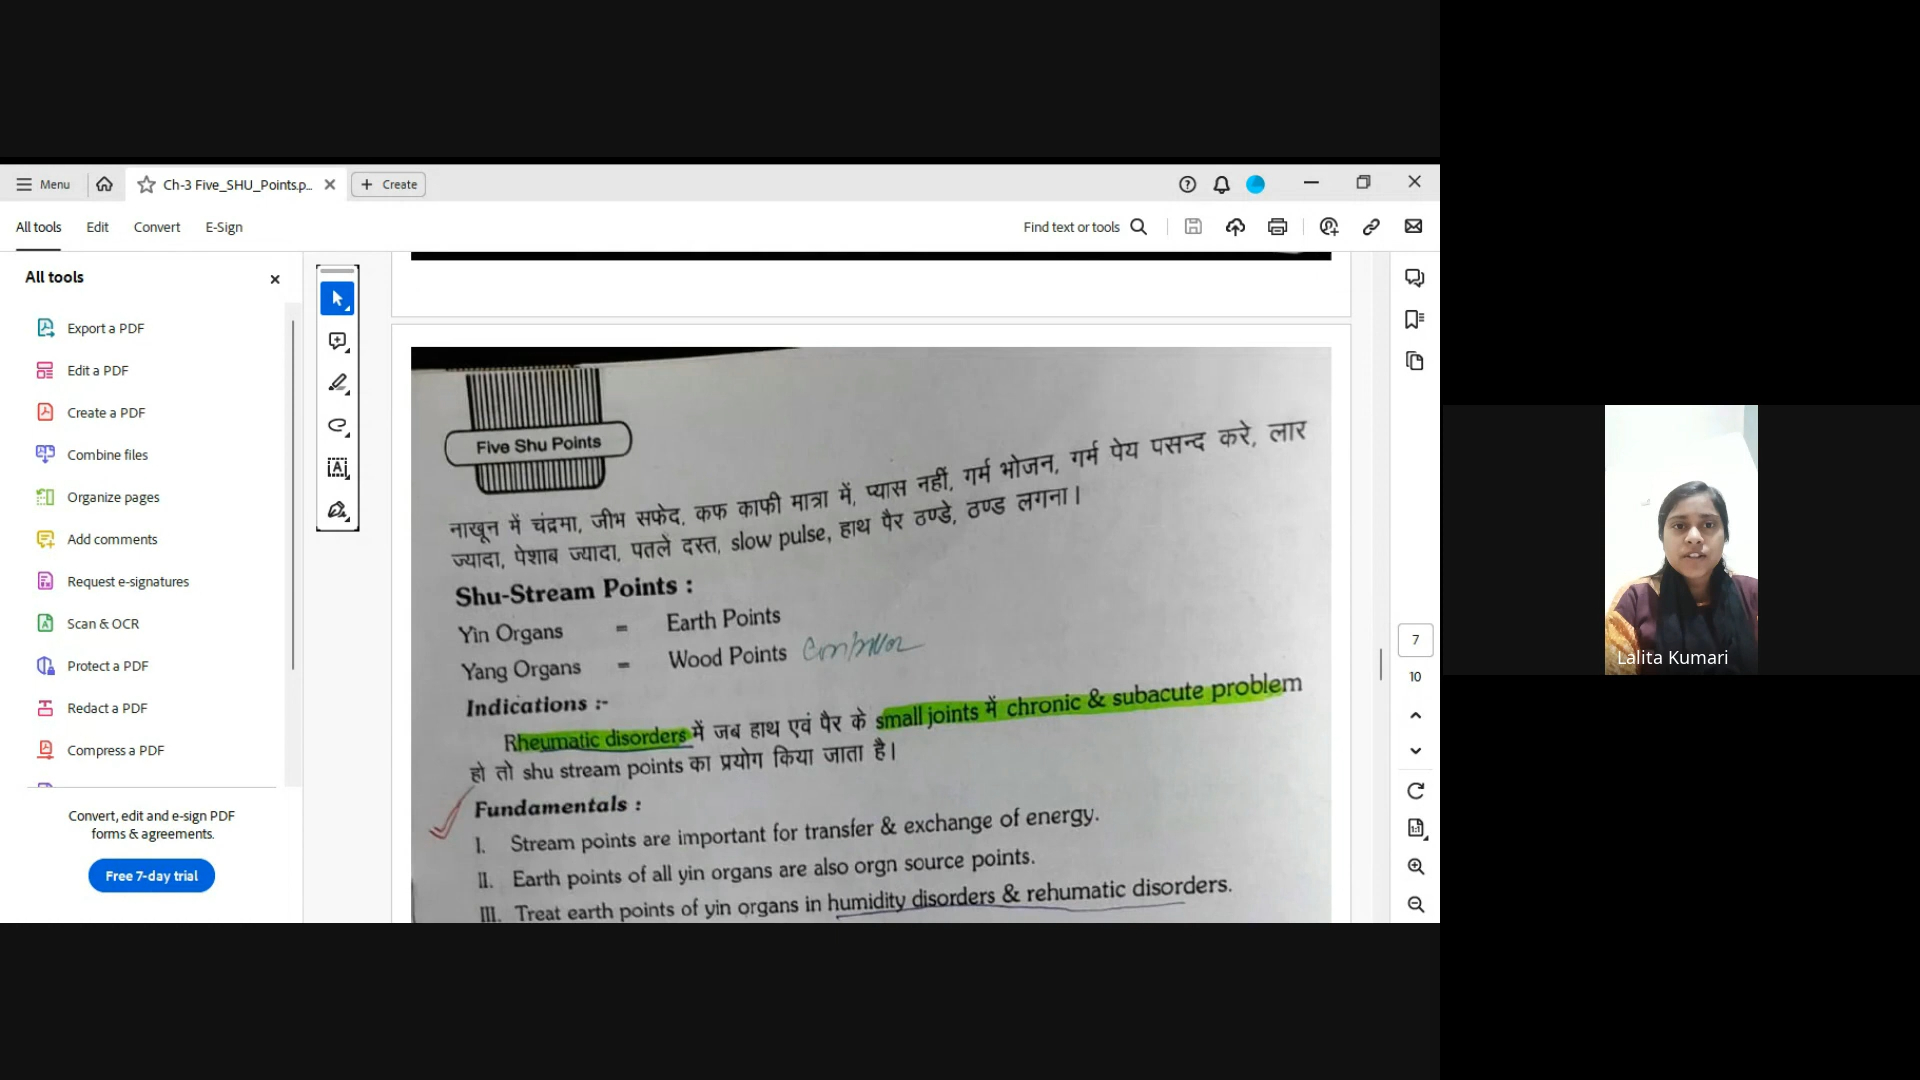 Menu
Ch-3 Five_SHU_Points.p...
Create
All tools
Edit
Convert
E-Sign
Find text or tools
All tools
Export a PDF
Edit a PDF
Create a PDF
Combine files
Organize pages
Add comments
Request e-signatures
Scan & OCR
Protect a PDF
Redact a PDF
Compress a PDF
Convert, edit and e-sign PDF
forms & agreements.
Free 7-day trial
Five Shu Points
नाखून में चंद्रमा, जीभ सफेद, कफ काफी मात्रा में, प्यास नहीं, गर्म भोजन, गर्म पेय पसन्द करे, लार
ज्यादा, पेशाब ज्यादा, पतले दस्त, slow pulse, हाथ पैर ठण्डे, ठण्ड लगना।
Shu-Stream Points :
Yin Organs = Earth Points
Yang Organs = Wood Points
Indications :-
Rheumatic disorders में जब हाथ एवं पैर के small joints में chronic & subacute problem
हो तो shu stream points का प्रयोग किया जाता है।
Fundamentals :
I. Stream points are important for transfer & exchange of energy.
II. Earth points of all yin organs are also orgn source points.
III. Treat earth points of yin organs in humidity disorders & rehumatic disorders.
7
10
Lalita Kumari